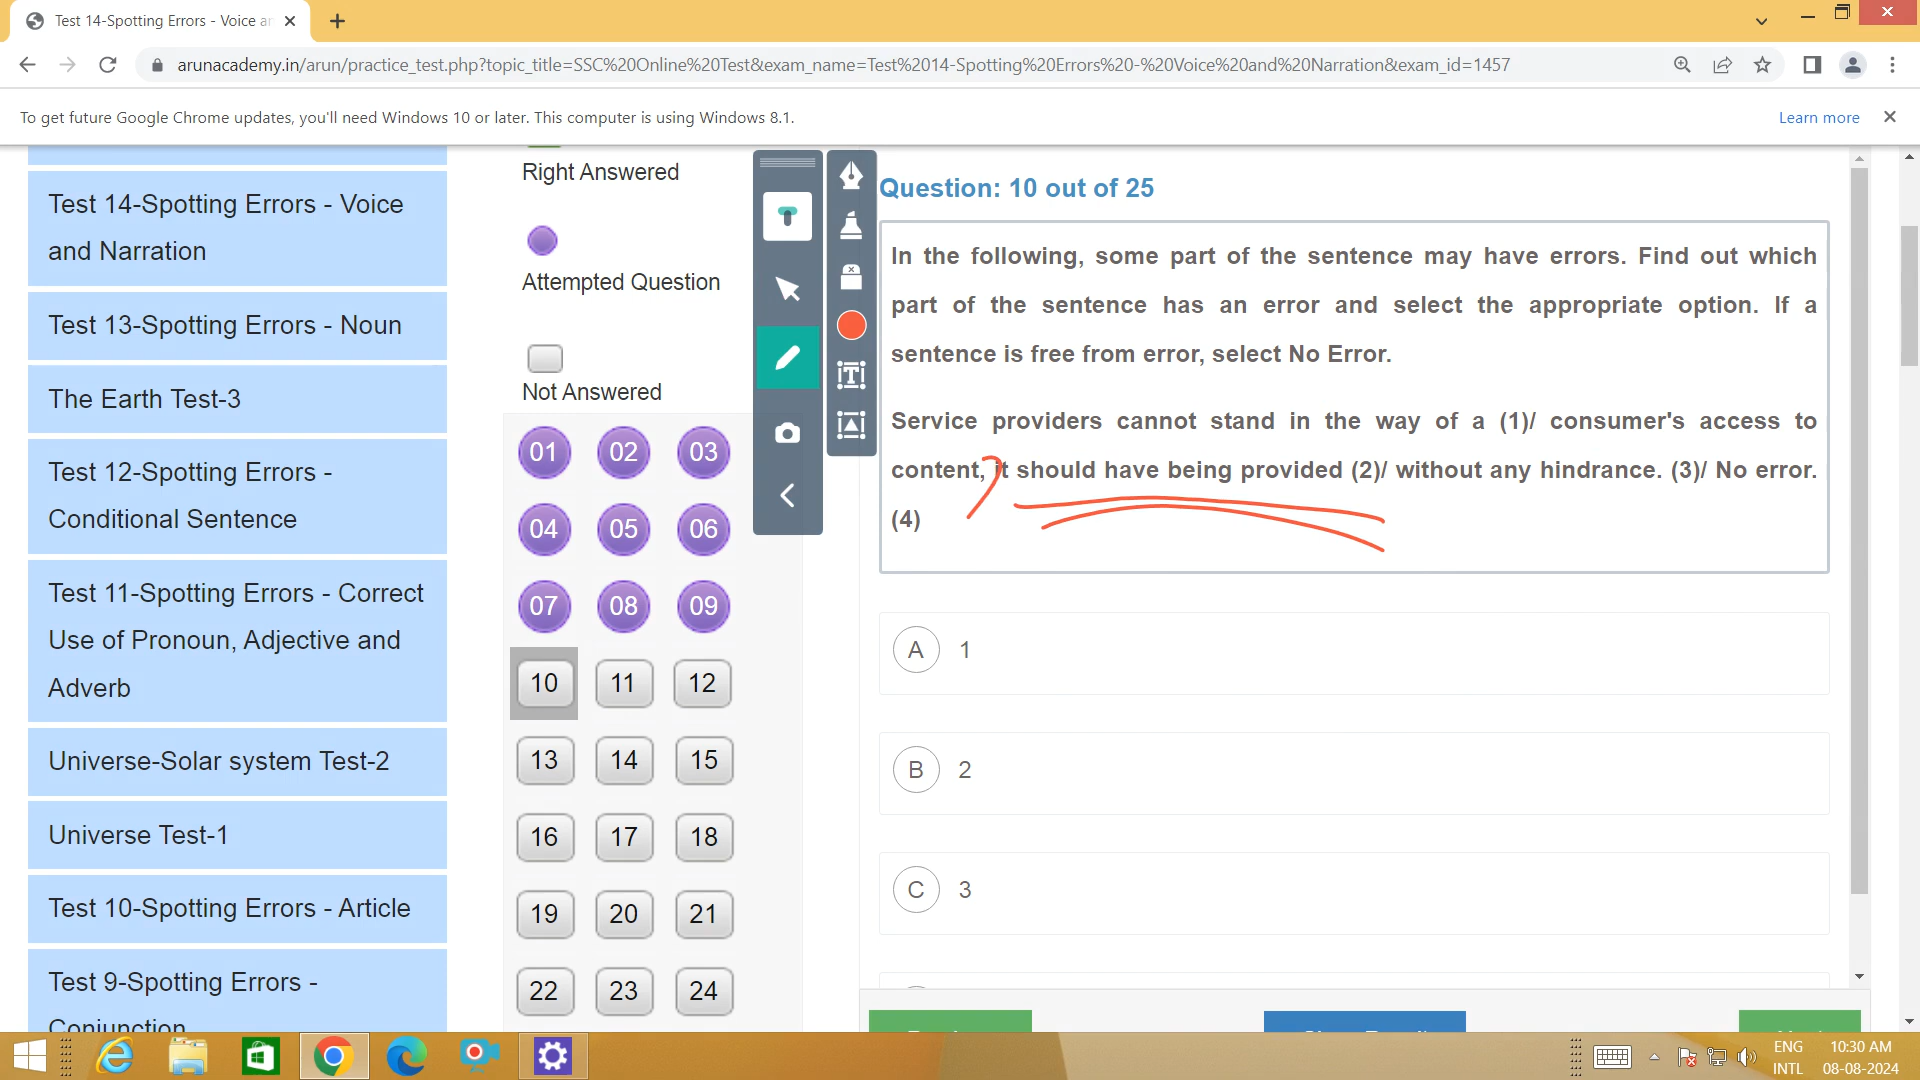 Test 14-Spotting Errors - Voice an
arunacademy.in/arun/practice_test.php?topic_title=SSC%20Online%20Test&exam_name=Test%2014-Spotting%20Errors%20-%20Voice%20and%20Narration&exam_id=1457
To get future Google Chrome updates, you'll need Windows 10 or later. This computer is using Windows 8.1.
Learn more
Test 14-Spotting Errors - Voice
and Narration
Test 13-Spotting Errors - Noun
The Earth Test-3
Test 12-Spotting Errors -
Conditional Sentence
Test 11-Spotting Errors - Correct
Use of Pronoun, Adjective and
Adverb
Universe-Solar system Test-2
Universe Test-1
Test 10-Spotting Errors - Article
Test 9-Spotting Errors -
Conjunction
Right Answered
Attempted Question
Not Answered
01 02 03
04 05 06
07 08 09
10 11 12
13 14 15
16 17 18
19 20 21
22 23 24
Question: 10 out of 25
In the following, some part of the sentence may have errors. Find out which
part of the sentence has an error and select the appropriate option. If a
sentence is free from error, select No Error.
Service providers cannot stand in the way of a (1)/ consumer's access to
content, it should have being provided (2)/ without any hindrance. (3)/ No error.
(4)
A 1
B 2
C 3
ENG 10:30 AM
INTL 08-08-2024